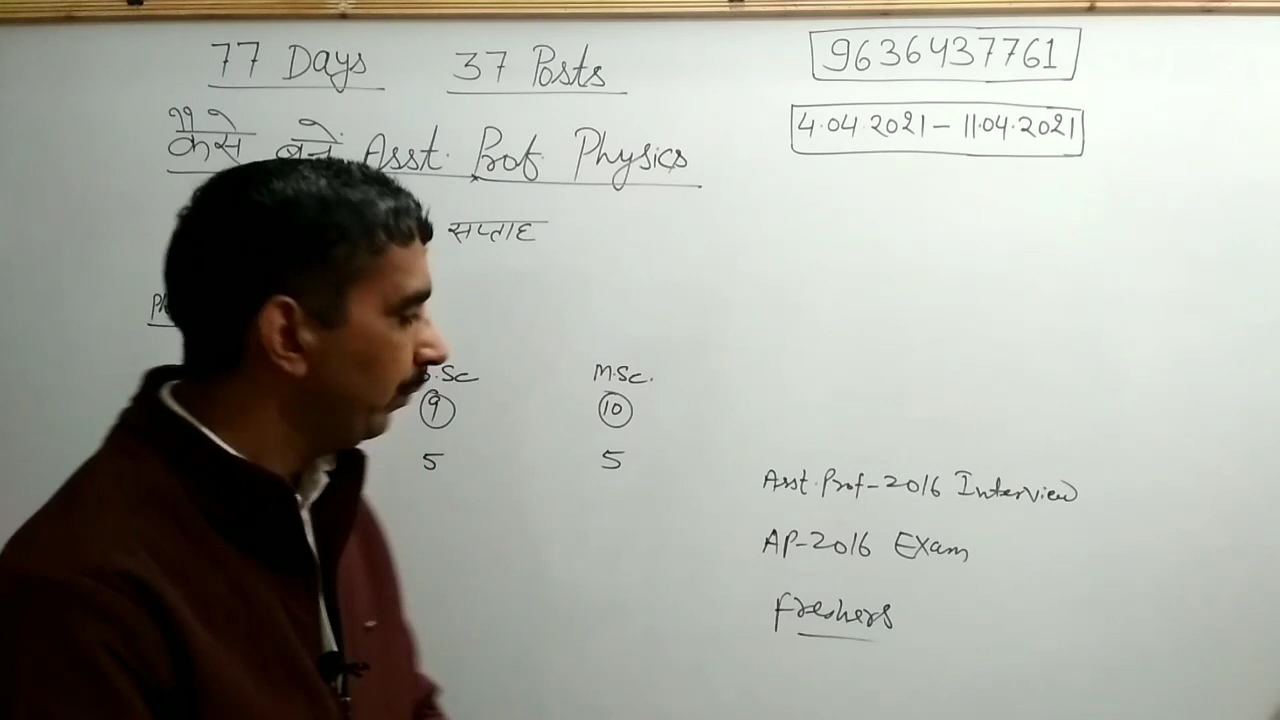 77 Days 37 Posts
9636437761
4.04.2021 - 11.04.2021
कैसे बने Asst. Prof. Physics
सप्ताह
M.Sc.
9 10
5 5
Asst. Prof-2016 Interview
AP-2016 Exam
freshers